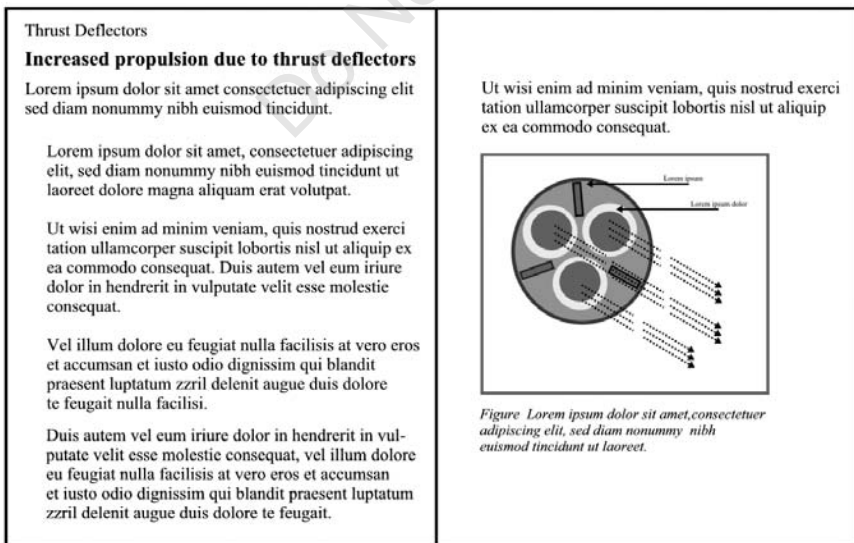 Do No
Thrust Deflectors
Increased propulsion due to thrust deflectors
Lorem ipsum dolor sit amet consectetuer adipiscing elit
sed diam nonummy nibh euismod tincidunt.
Lorem ipsum dolor sit amet, consectetuer adipiscing
elit, sed diam nonummy nibh euismod tincidunt ut
laoreet dolore magna aliquam erat volutpat.
Ut wisi enim ad minim veniam, quis nostrud exerci
tation ullamcorper suscipit lobortis nisl ut aliquip ex
ea commodo consequat. Duis autem vel eum iriure
dolor in hendrerit in vulputate velit esse molestie
consequat.
Vel illum dolore eu feugiat nulla facilisis at vero eros
et accumsan et iusto odio dignissim qui blandit
praesent luptatum zzril delenit augue duis dolore
te feugait nulla facilisi.
Duis autem vel eum iriure dolor in hendrerit in vul-
putate velit esse molestie consequat, vel illum dolore
eu feugiat nulla facilisis at vero eros et accumsan
et iusto odio dignissim qui blandit praesent luptatum
zzril delenit augue duis dolore te feugait.
Ut wisi enim ad minim veniam, quis nostrud exerci
tation ullamcorper suscipit lobortis nisl ut aliquip
ex ea commodo consequat.
Lorem ipsum
Lorem ipsum dolor
Figure Lorem ipsum dolor sit amet,consectetuer
adipiscing elit, sed diam nonummy nibh
euismod tincidunt ut laoreet.